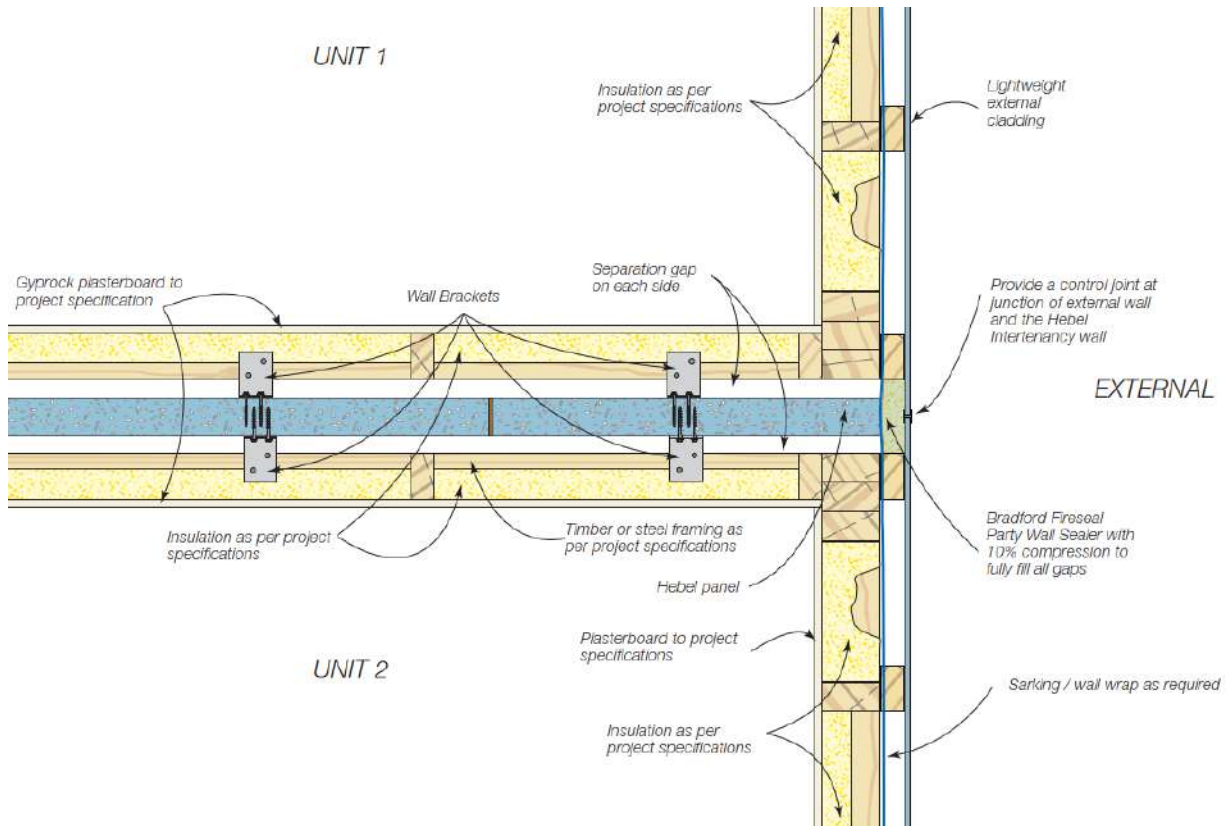 UNIT 1
Insulation as per
project specifications
Lightweight
external
cladding
Gyprock plasterboard to
project specification
Wall Brackets
Separation gap
on each side
Provide a control joint at
junction of external wall
and the Hebel
Intertenancy wall
EXTERNAL
Insulation as per project
specifications
Timber or steel framing as
per project specifications
Hebel panel
Bradford Fireseal
Party Wall Sealer with
10% compression to
fully fill all gaps
Plasterboard to project
specifications
UNIT 2
Sarking / wall wrap as required
Insulation as per
project specifications